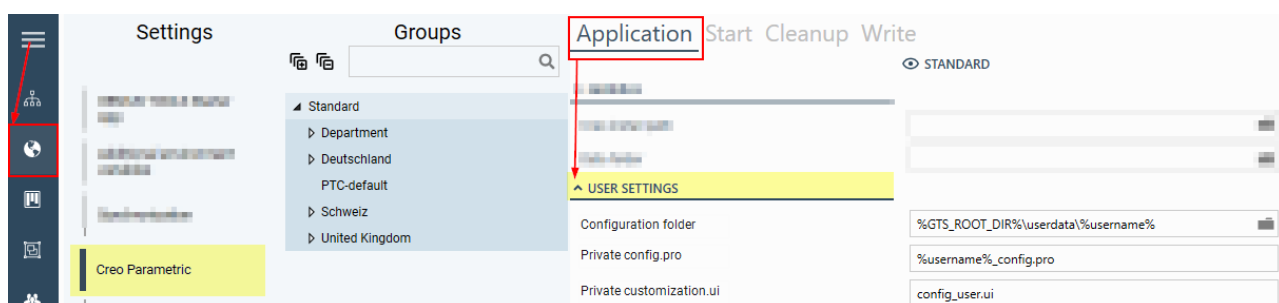 Settings
Groups
Application Start Cleanup Write
STANDARD
Standard
Department
Deutschland
PTC-default
Schweiz
United Kingdom
Creo Parametric
USER SETTINGS
Configuration folder
%GTS_ROOT_DIR%\userdata\%username%
Private config.pro
%username%_config.pro
Private customization.ui
config_user.ui